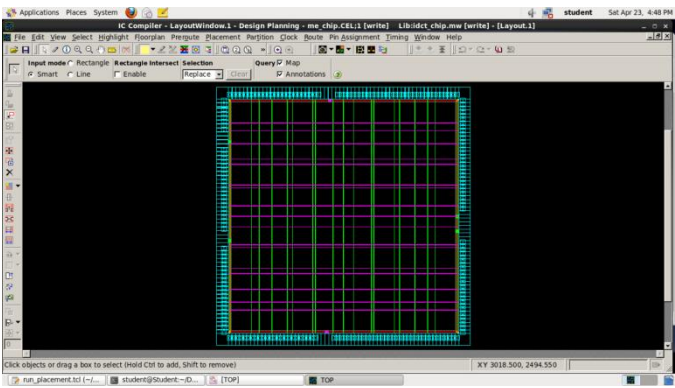 Applications Places System student Sat Apr 23, 4:48 PM
IC Compiler - LayoutWindow.1 - Design Planning - me_chip.CEL;1 [write] Lib:idct_chip.mw [write] - [Layout.1]
File Edit View Select Highlight Floorplan Preroute Placement Partition Clock Route Pin Assignment Timing Window Help
Input mode Rectangle Rectangle Intersect Selection Query Map
Smart Line Enable Replace Clear Annotations
Click objects or drag a box to select (Hold Ctrl to add, Shift to remove) XY 3018.500, 2494.550
run_placement.tcl (~/... student@Student:~/D... [TOP] TOP